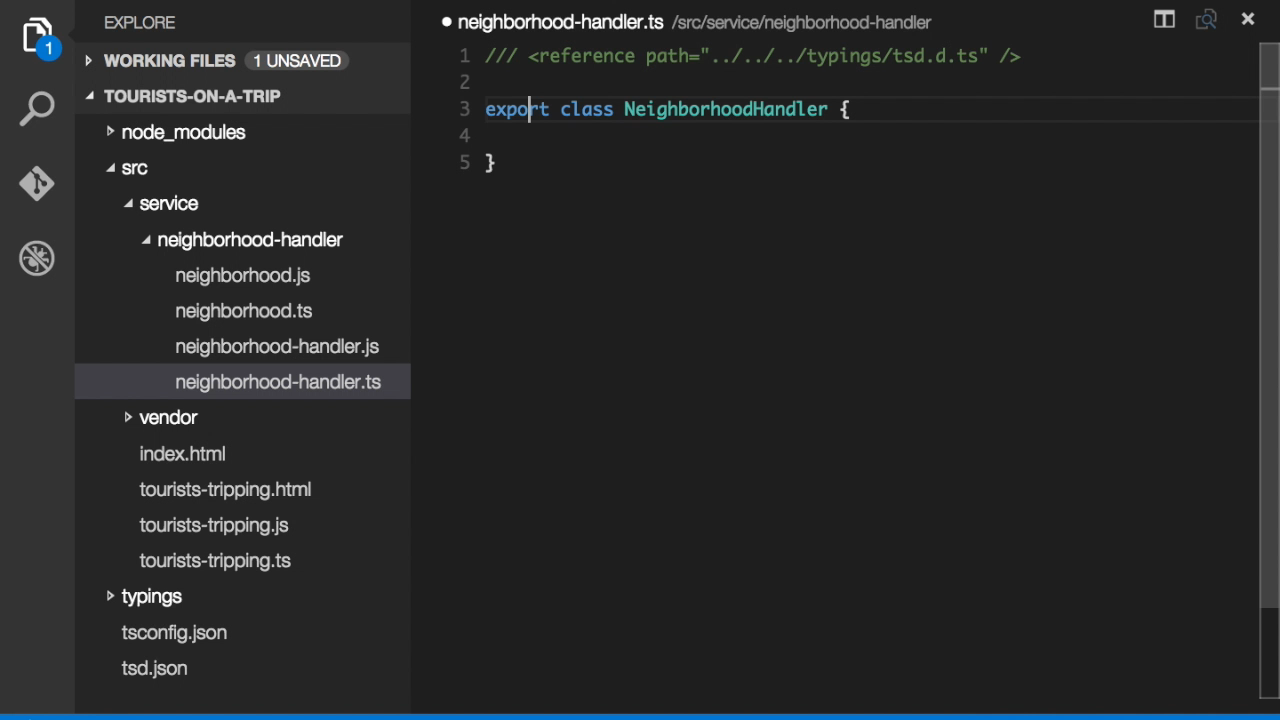 EXPLORE
1
WORKING FILES 1 UNSAVED
TOURISTS-ON-A-TRIP
node_modules
src
service
neighborhood-handler
neighborhood.js
neighborhood.ts
neighborhood-handler.js
neighborhood-handler.ts
vendor
index.html
tourists-tripping.html
tourists-tripping.js
tourists-tripping.ts
typings
tsconfig.json
tsd.json
neighborhood-handler.ts /src/service/neighborhood-handler
1 /// <reference path="../../../typings/tsd.d.ts" />
2
3 export class NeighborhoodHandler {
4
5 }